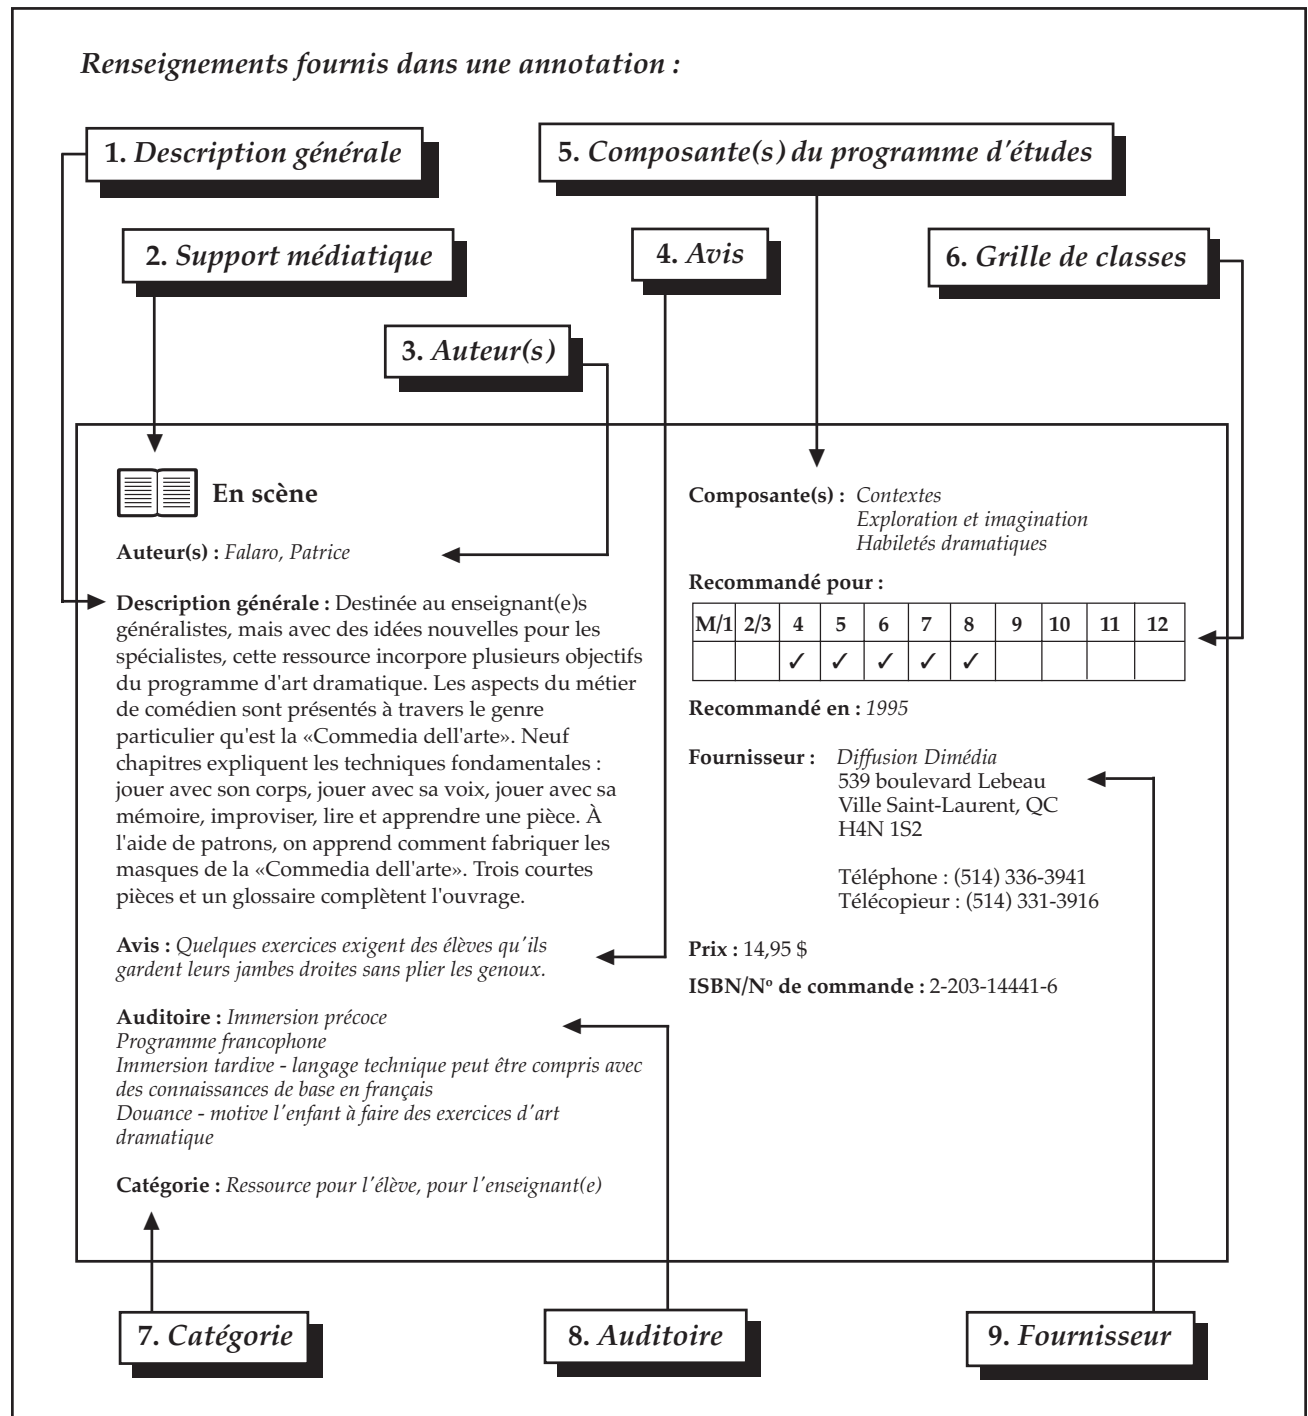 Renseignements fournis dans une annotation :
1. Description générale
5. Composante(s) du programme d'études
2. Support médiatique
4. Avis
6. Grille de classes
3. Auteur(s)
En scène
Auteur(s) : Falaro, Patrice
Description générale : Destinée au enseignant(e)s
généralistes, mais avec des idées nouvelles pour les
spécialistes, cette ressource incorpore plusieurs objectifs
du programme d'art dramatique. Les aspects du métier
de comédien sont présentés à travers le genre
particulier qu'est la «Commedia dell'arte». Neuf
chapitres expliquent les techniques fondamentales :
jouer avec son corps, jouer avec sa voix, jouer avec sa
mémoire, improviser, lire et apprendre une pièce. À
l'aide de patrons, on apprend comment fabriquer les
masques de la «Commedia dell'arte». Trois courtes
pièces et un glossaire complètent l'ouvrage.
Avis : Quelques exercices exigent des élèves qu'ils
gardent leurs jambes droites sans plier les genoux.
Auditoire : Immersion précoce
Programme francophone
Immersion tardive - langage technique peut être compris avec
des connaissances de base en français
Douance - motive l'enfant à faire des exercices d'art
dramatique
Catégorie : Ressource pour l'élève, pour l'enseignant(e)
Composante(s) : Contextes
Exploration et imagination
Habiletés dramatiques
Recommandé pour :
M/1 2/3 4 5 6 7 8 9 10 11 12
✓ ✓ ✓ ✓ ✓
Recommandé en : 1995
Fournisseur : Diffusion Dimédia
539 boulevard Lebeau
Ville Saint-Laurent, QC
H4N 1S2
Téléphone : (514) 336-3941
Télécopieur : (514) 331-3916
Prix : 14,95 $
ISBN/Nº de commande : 2-203-14441-6
7. Catégorie
8. Auditoire
9. Fournisseur